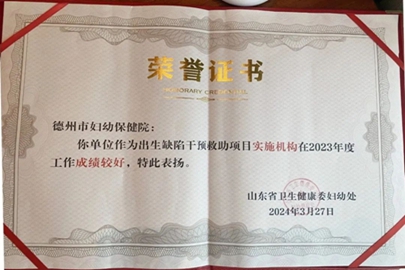 荣誉证书
德州市妇幼保健院：
你单位作为出生缺陷干预救助项目实施机构在2023年度
工作成绩较好，特此表扬。
山东省卫生健康委妇幼处
2024年3月27日